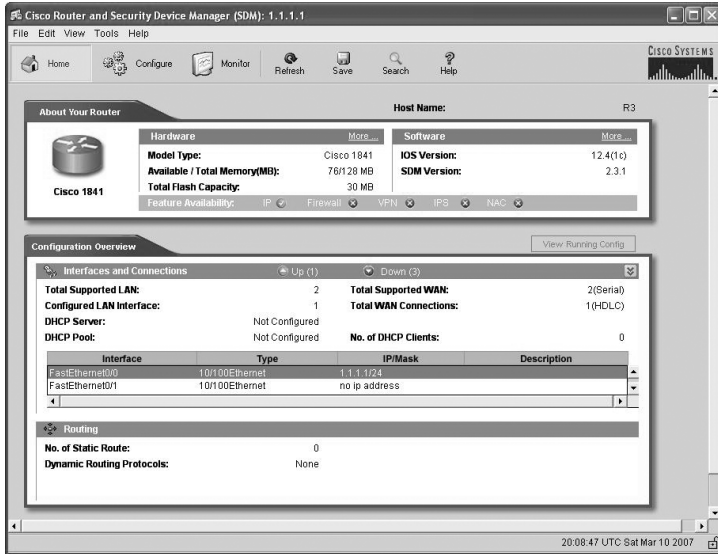 Cisco Router and Security Device Manager (SDM): 1.1.1.1
File Edit View Tools Help
Home Configure Monitor Refresh Save Search Help
CISCO SYSTEMS
About Your Router Host Name: R3
Cisco 1841
Hardware More... Software More...
Model Type: Cisco 1841 IOS Version: 12.4(1c)
Available / Total Memory(MB): 76/128 MB SDM Version: 2.3.1
Total Flash Capacity: 30 MB
Feature Availability: IP Firewall VPN IPS NAC
Configuration Overview View Running Config
Interfaces and Connections Up (1) Down (3)
Total Supported LAN: 2 Total Supported WAN: 2(Serial)
Configured LAN Interface: 1 Total WAN Connections: 1(HDLC)
DHCP Server: Not Configured
DHCP Pool: Not Configured No. of DHCP Clients: 0
Interface Type IP/Mask Description
FastEthernet0/0 10/100Ethernet 1.1.1.1/24
FastEthernet0/1 10/100Ethernet no ip address
Routing
No. of Static Route: 0
Dynamic Routing Protocols: None
20:08:47 UTC Sat Mar 10 2007